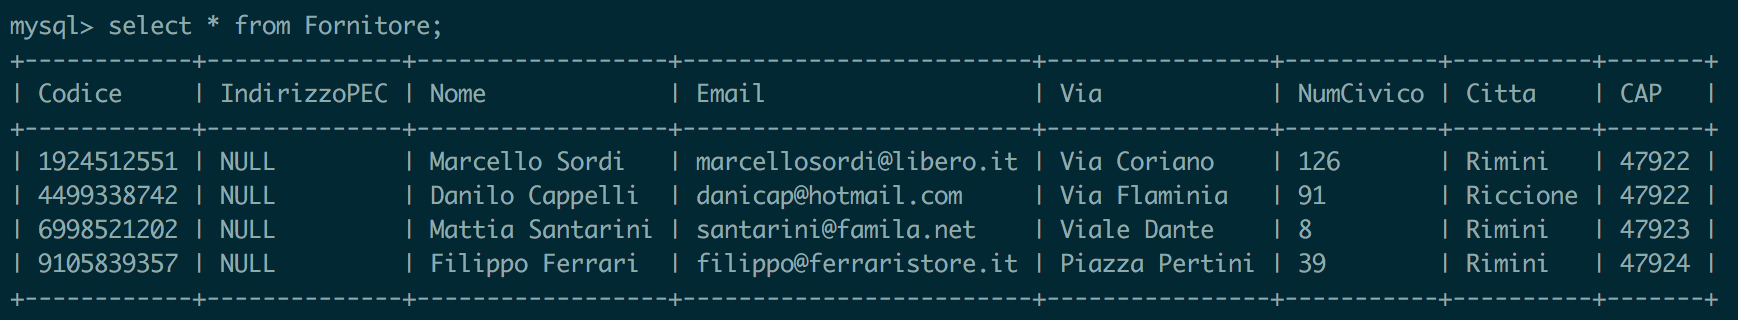 mysql> select * from Fornitore;
+------------+--------------+------------------+-------------------------+----------------+-----------+----------+-------+
| Codice     | IndirizzoPEC | Nome             | Email                   | Via            | NumCivico | Citta    | CAP   |
+------------+--------------+------------------+-------------------------+----------------+-----------+----------+-------+
| 1924512551 | NULL         | Marcello Sordi   | marcellosordi@libero.it | Via Coriano    | 126       | Rimini   | 47922 |
| 4499338742 | NULL         | Danilo Cappelli  | danicap@hotmail.com     | Via Flaminia   | 91        | Riccione | 47922 |
| 6998521202 | NULL         | Mattia Santarini | santarini@famila.net    | Viale Dante    | 8         | Rimini   | 47923 |
| 9105839357 | NULL         | Filippo Ferrari  | filippo@ferraristore.it | Piazza Pertini | 39        | Rimini   | 47924 |
+------------+--------------+------------------+-------------------------+----------------+-----------+----------+-------+